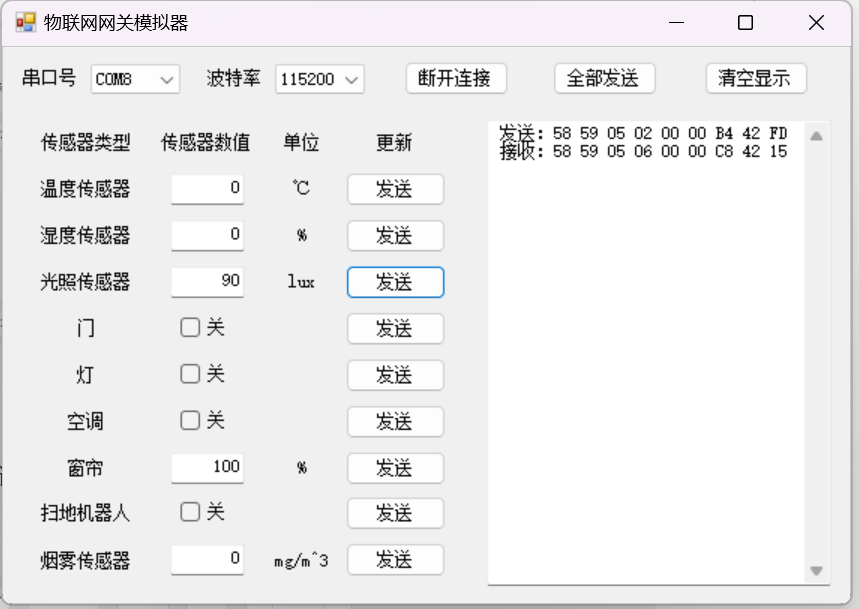 物联网网关模拟器
串口号 COM8 波特率 115200 断开连接 全部发送 清空显示
传感器类型 传感器数值 单位 更新
温度传感器 0 ℃ 发送
湿度传感器 0 % 发送
光照传感器 90 lux 发送
门 关 发送
灯 关 发送
空调 关 发送
窗帘 100 % 发送
扫地机器人 关 发送
烟雾传感器 0 mg/m^3 发送
发送: 58 59 05 02 00 00 B4 42 FD
接收: 58 59 05 06 00 00 C8 42 15